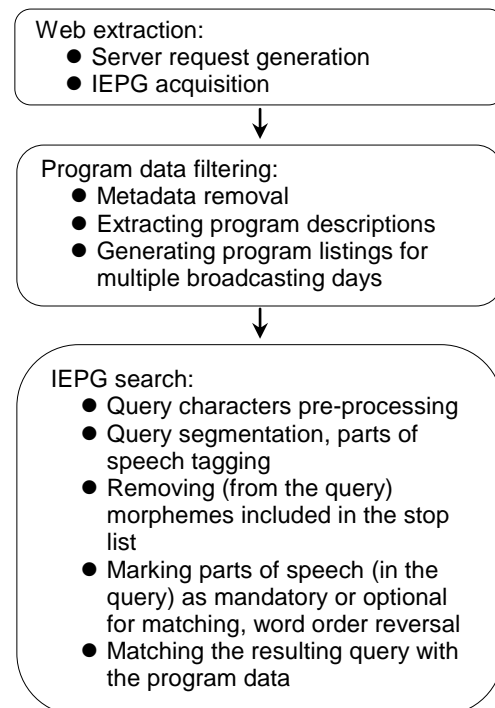 Web extraction:
● Server request generation
● IEPG acquisition
Program data filtering:
● Metadata removal
● Extracting program descriptions
● Generating program listings for
multiple broadcasting days
IEPG search:
● Query characters pre-processing
● Query segmentation, parts of
speech tagging
● Removing (from the query)
morphemes included in the stop
list
● Marking parts of speech (in the
query) as mandatory or optional
for matching, word order reversal
● Matching the resulting query with
the program data